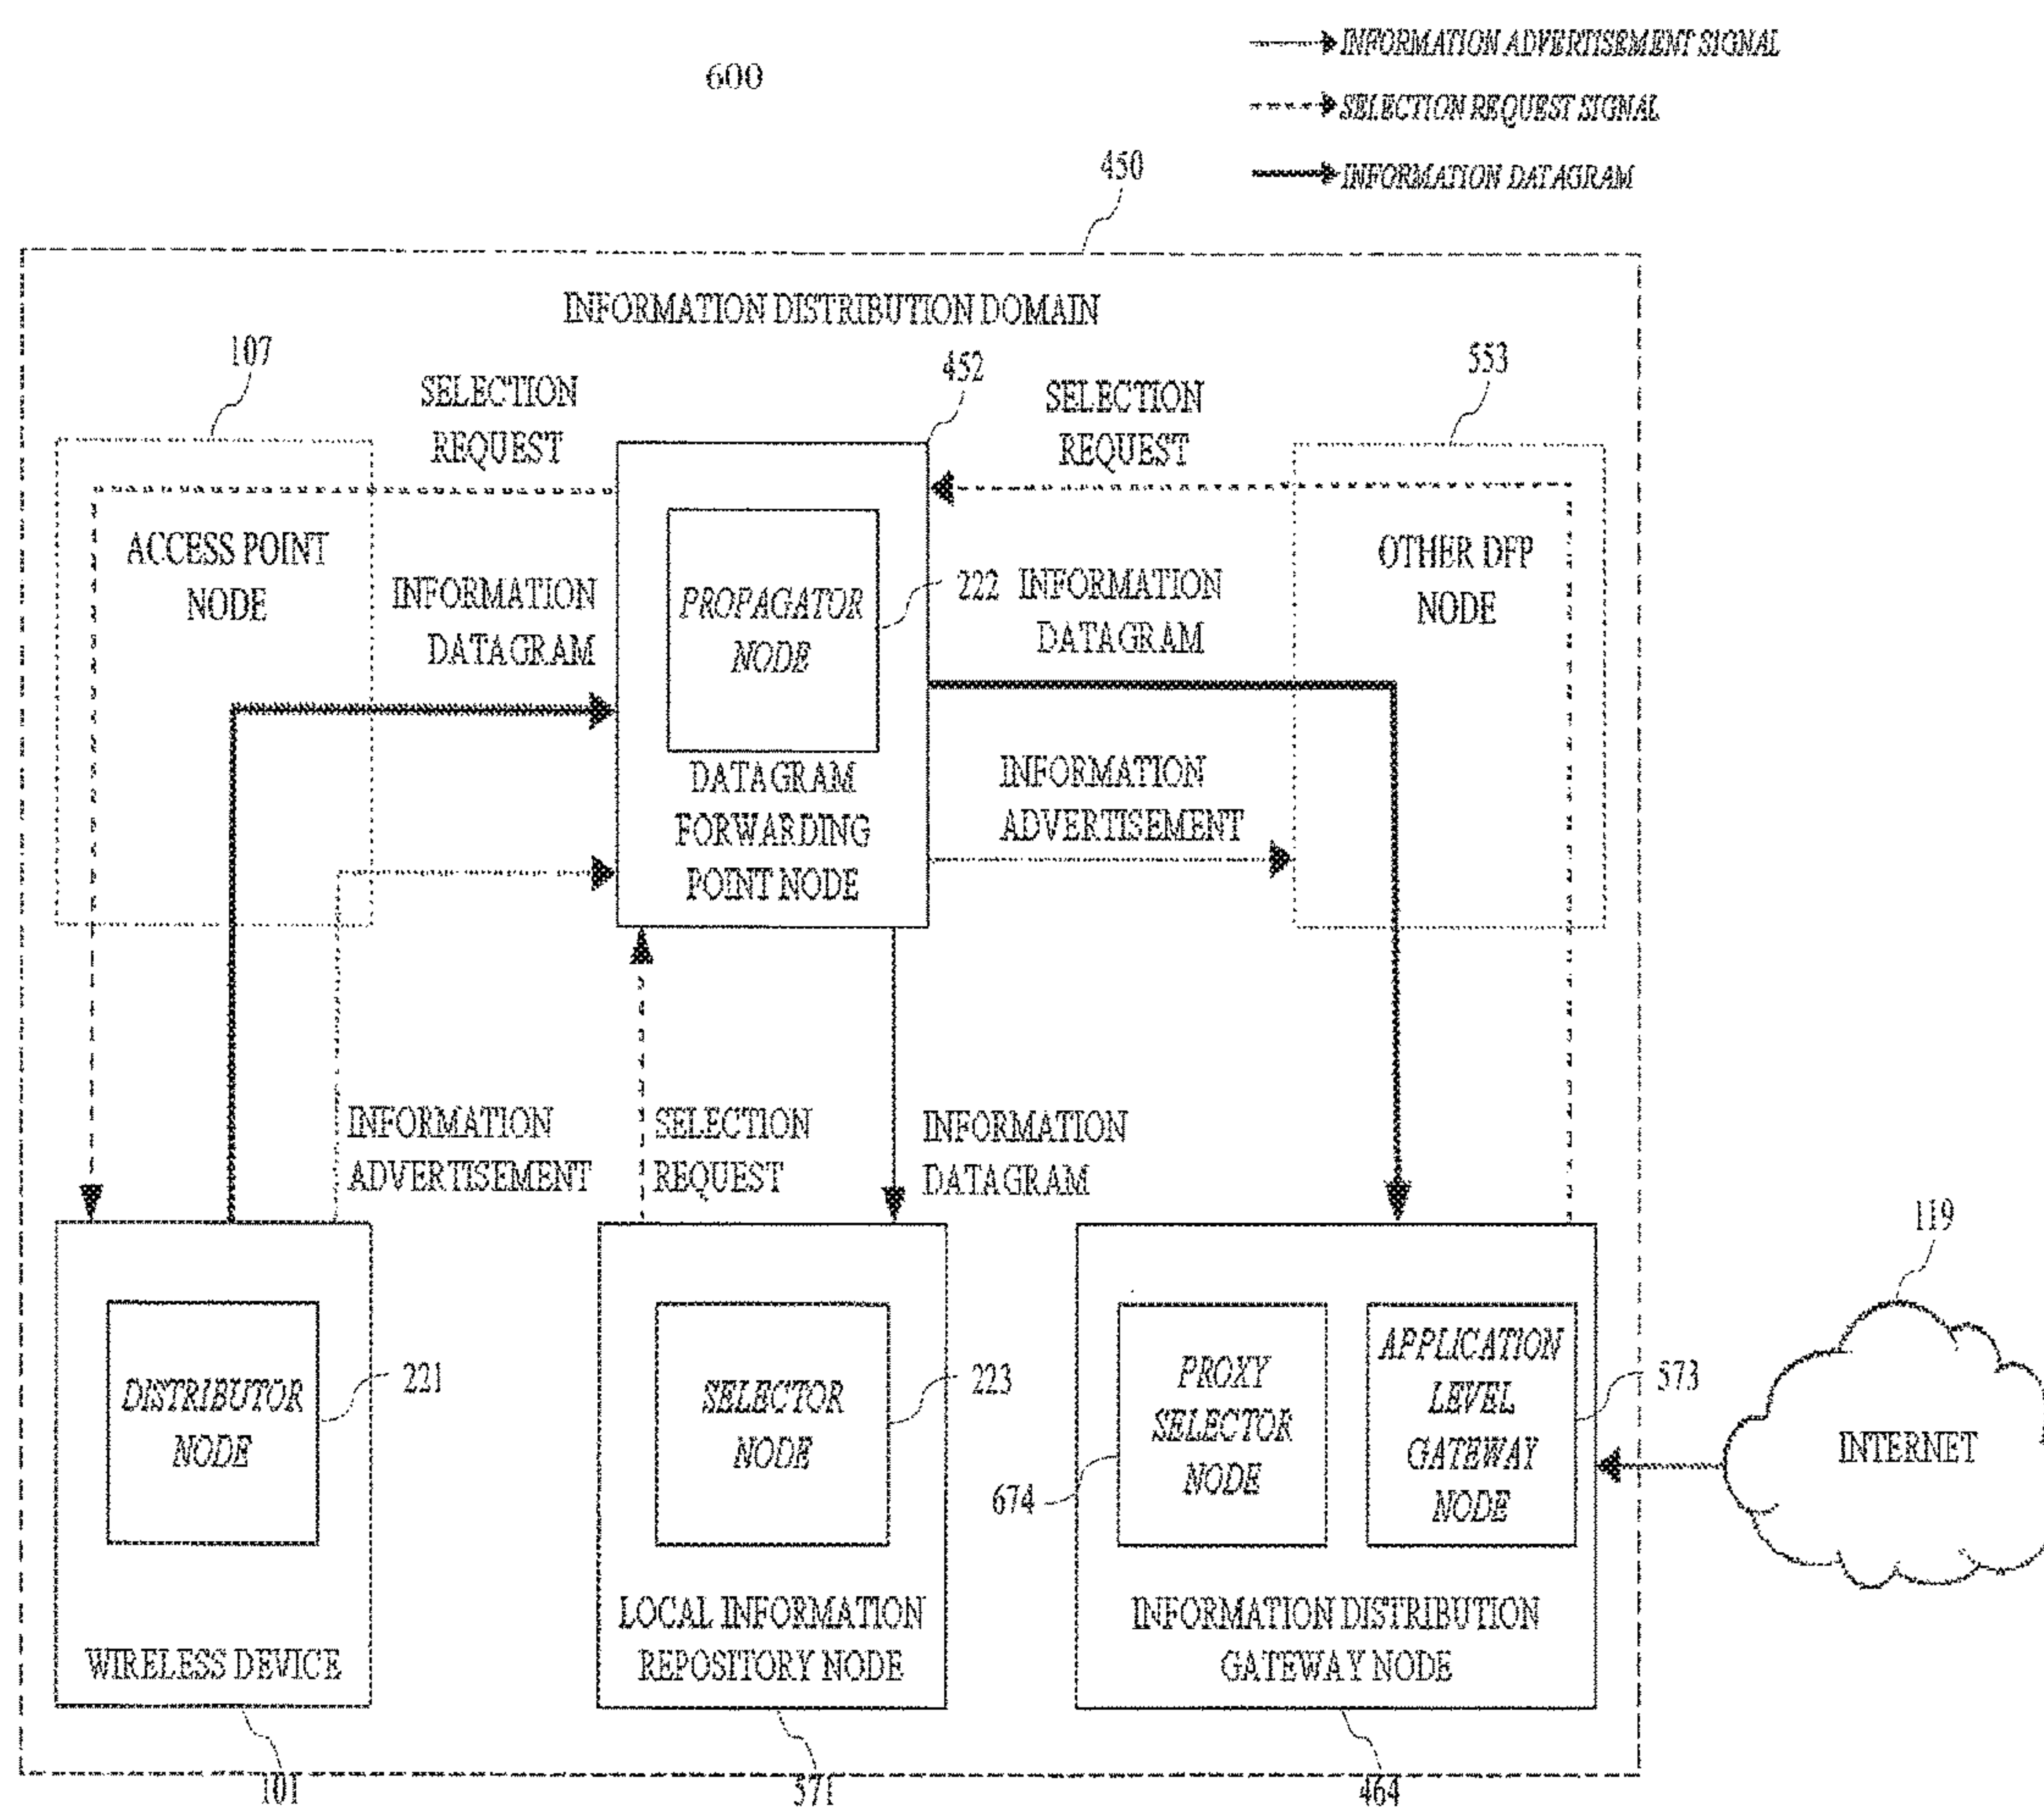 600
INFORMATION ADVERTISEMENT SIGNAL
SELECTION REQUEST SIGNAL
INFORMATION DATAGRAM
450
INFORMATION DISTRIBUTION DOMAIN
107
452
553
SELECTION
REQUEST
SELECTION
REQUEST
ACCESS POINT
NODE
INFORMATION
DATAGRAM
PROPAGATOR
NODE
222
INFORMATION
DATAGRAM
OTHER DFP
NODE
DATAGRAM
FORWARDING
POINT NODE
INFORMATION
ADVERTISEMENT
INFORMATION
ADVERTISEMENT
SELECTION
REQUEST
INFORMATION
DATAGRAM
DISTRIBUTOR
NODE
221
WIRELESS DEVICE
SELECTOR
NODE
223
LOCAL INFORMATION
REPOSITORY NODE
PROXY
SELECTOR
NODE
674
APPLICATION
LEVEL
GATEWAY
NODE
573
INFORMATION DISTRIBUTION
GATEWAY NODE
119
INTERNET
101
571
464